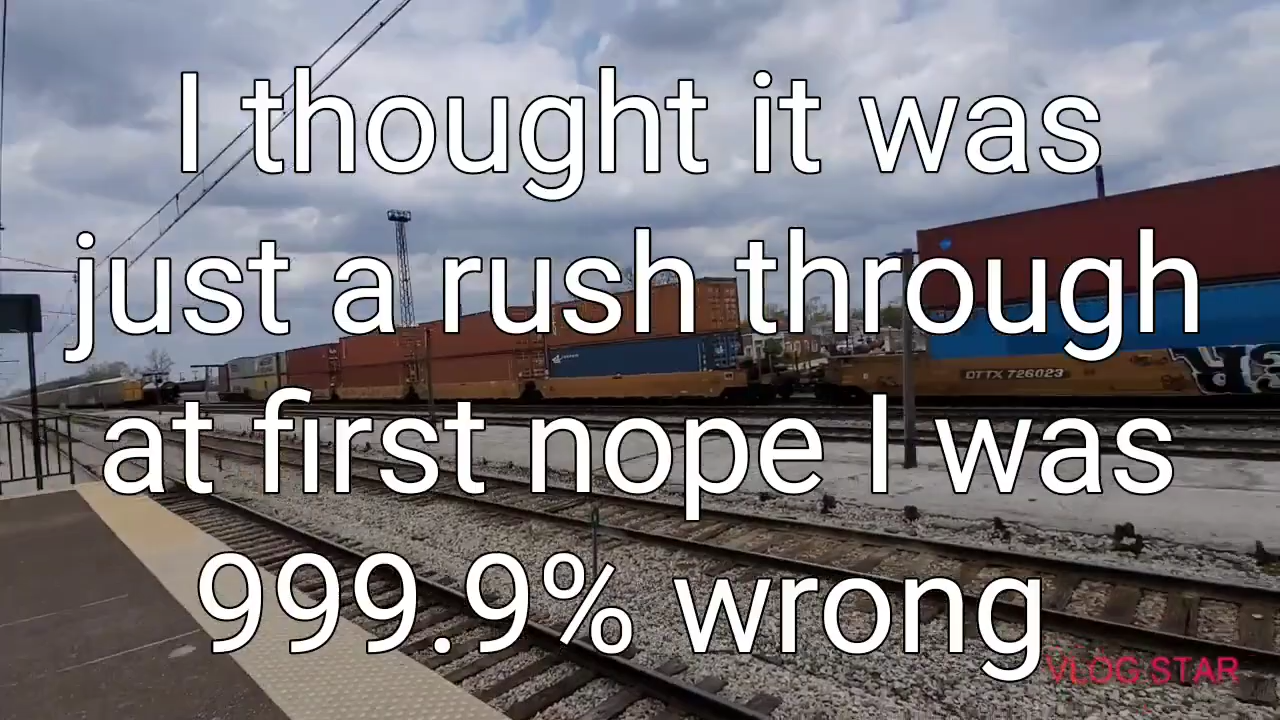 I thought it was
just a rush through
at first nope I was
999.9% wrong
DTTX 726023
VLOG STAR